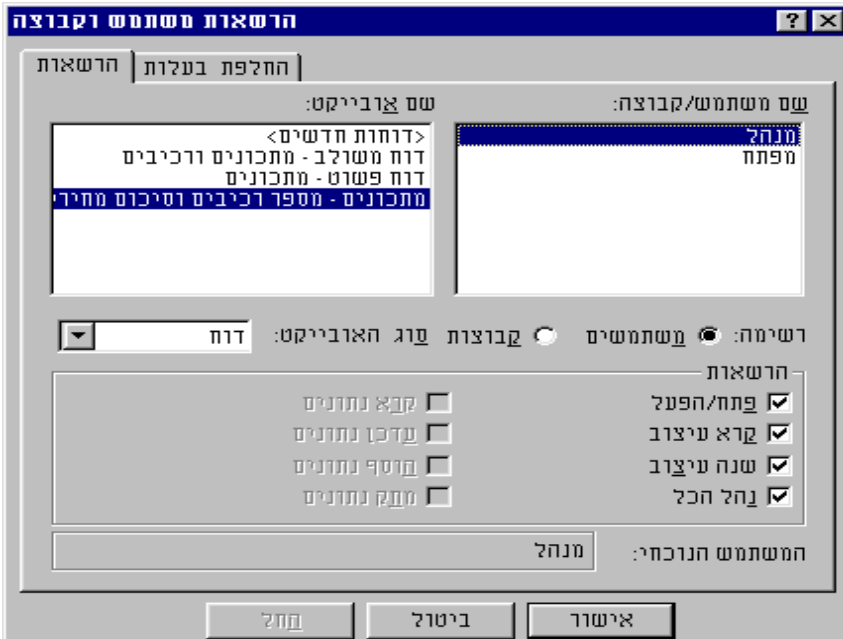 הרשאות משתמש וקבוצה
הרשאות
החלפת בעלות
שם משתמש/קבוצה:
מנהל
מפתח
שם אובייקט:
<דוחות חדשים>
דוח משולב - מתכונים ורכיבים
דוח פשוט - מתכונים
מתכונים - מספר רכיבים וסיכום מחירי
רשימה: משתמשים קבוצות
סוג האובייקט: דוח
הרשאות
פתח/הפעל
קרא עיצוב
שנה עיצוב
נהל הכל
קרא נתונים
עדכן נתונים
הוסף נתונים
מחק נתונים
המשתמש הנוכחי: מנהל
אישור
ביטול
החל